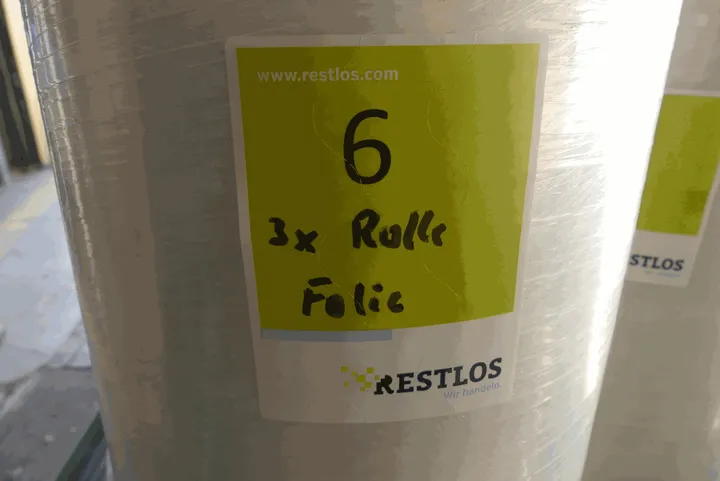 www.restlos.com
6
3x Rolle
Folie
RESTLOS
Wir handeln.
STLOS